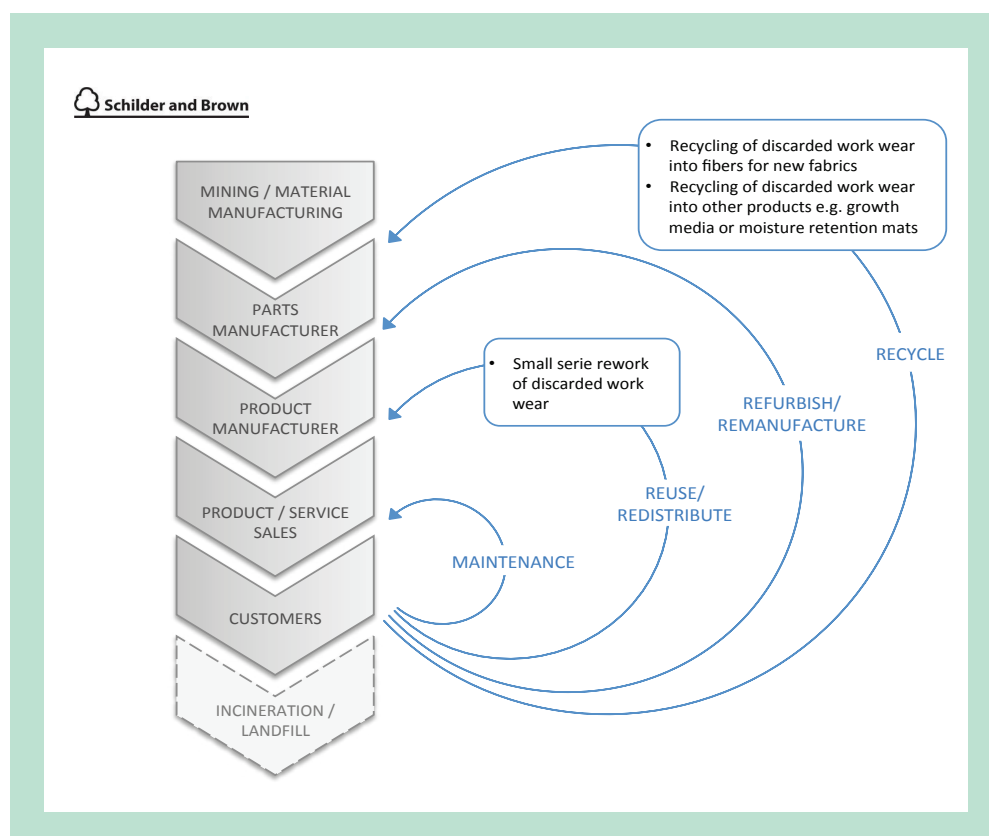 Schilder and Brown
MINING / MATERIAL
MANUFACTURING
PARTS
MANUFACTURER
PRODUCT
MANUFACTURER
PRODUCT / SERVICE
SALES
CUSTOMERS
INCINERATION /
LANDFILL
• Recycling of discarded work wear
into fibers for new fabrics
• Recycling of discarded work wear
into other products e.g. growth
media or moisture retention mats
• Small serie rework
of discarded work
wear
RECYCLE
REFURBISH/
REMANUFACTURE
REUSE/
REDISTRIBUTE
MAINTENANCE